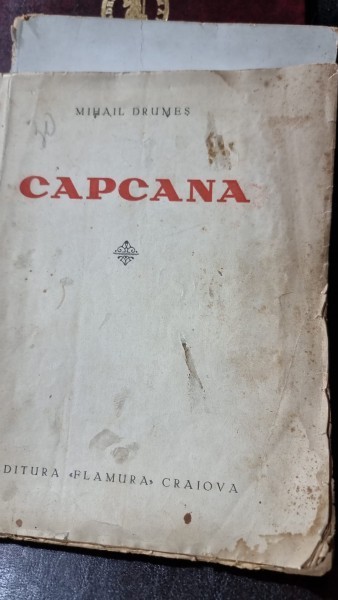 MIHAIL DRUMEȘ
CAPCANA
DITURA «FLAMURA» CRAIOVA